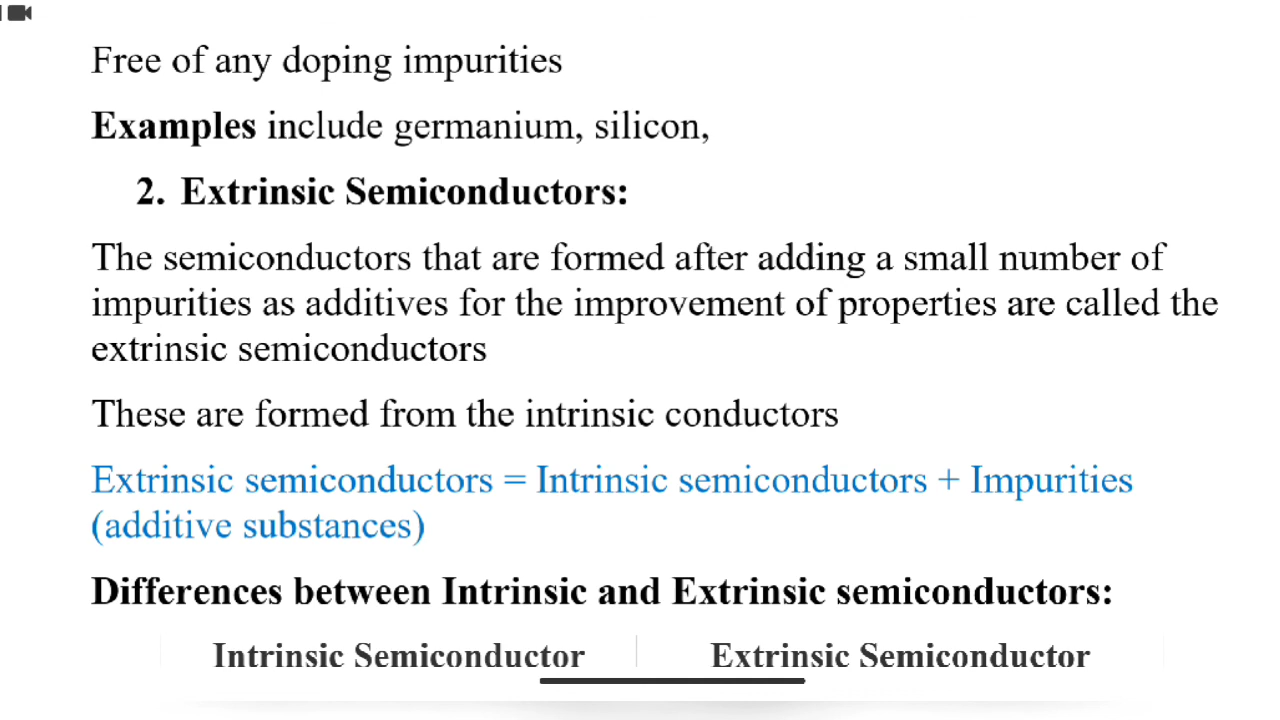 Free of any doping impurities
Examples include germanium, silicon,
2. Extrinsic Semiconductors:
The semiconductors that are formed after adding a small number of
impurities as additives for the improvement of properties are called the
extrinsic semiconductors
These are formed from the intrinsic conductors
Extrinsic semiconductors = Intrinsic semiconductors + Impurities
(additive substances)
Differences between Intrinsic and Extrinsic semiconductors:
Intrinsic Semiconductor Extrinsic Semiconductor